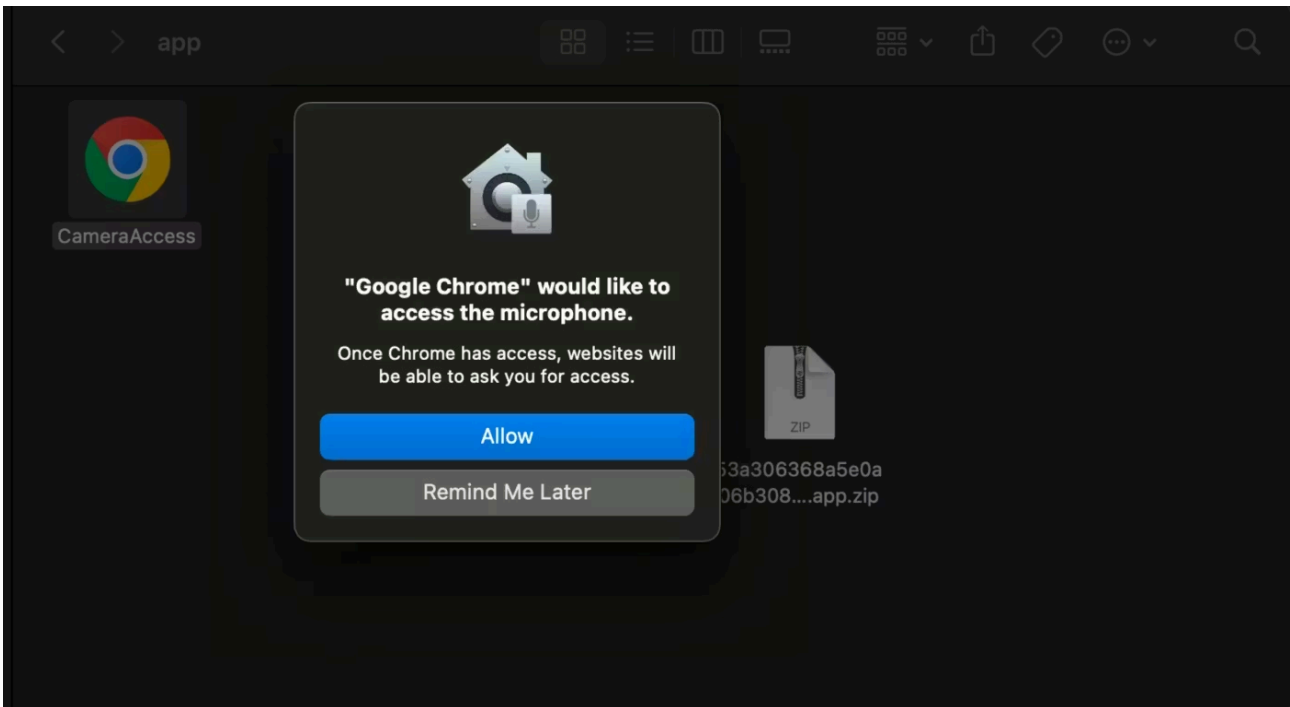 app
CameraAccess
"Google Chrome" would like to
access the microphone.
Once Chrome has access, websites will
be able to ask you for access.
Allow
Remind Me Later
ZIP
53a306368a5e0a
06b308....app.zip